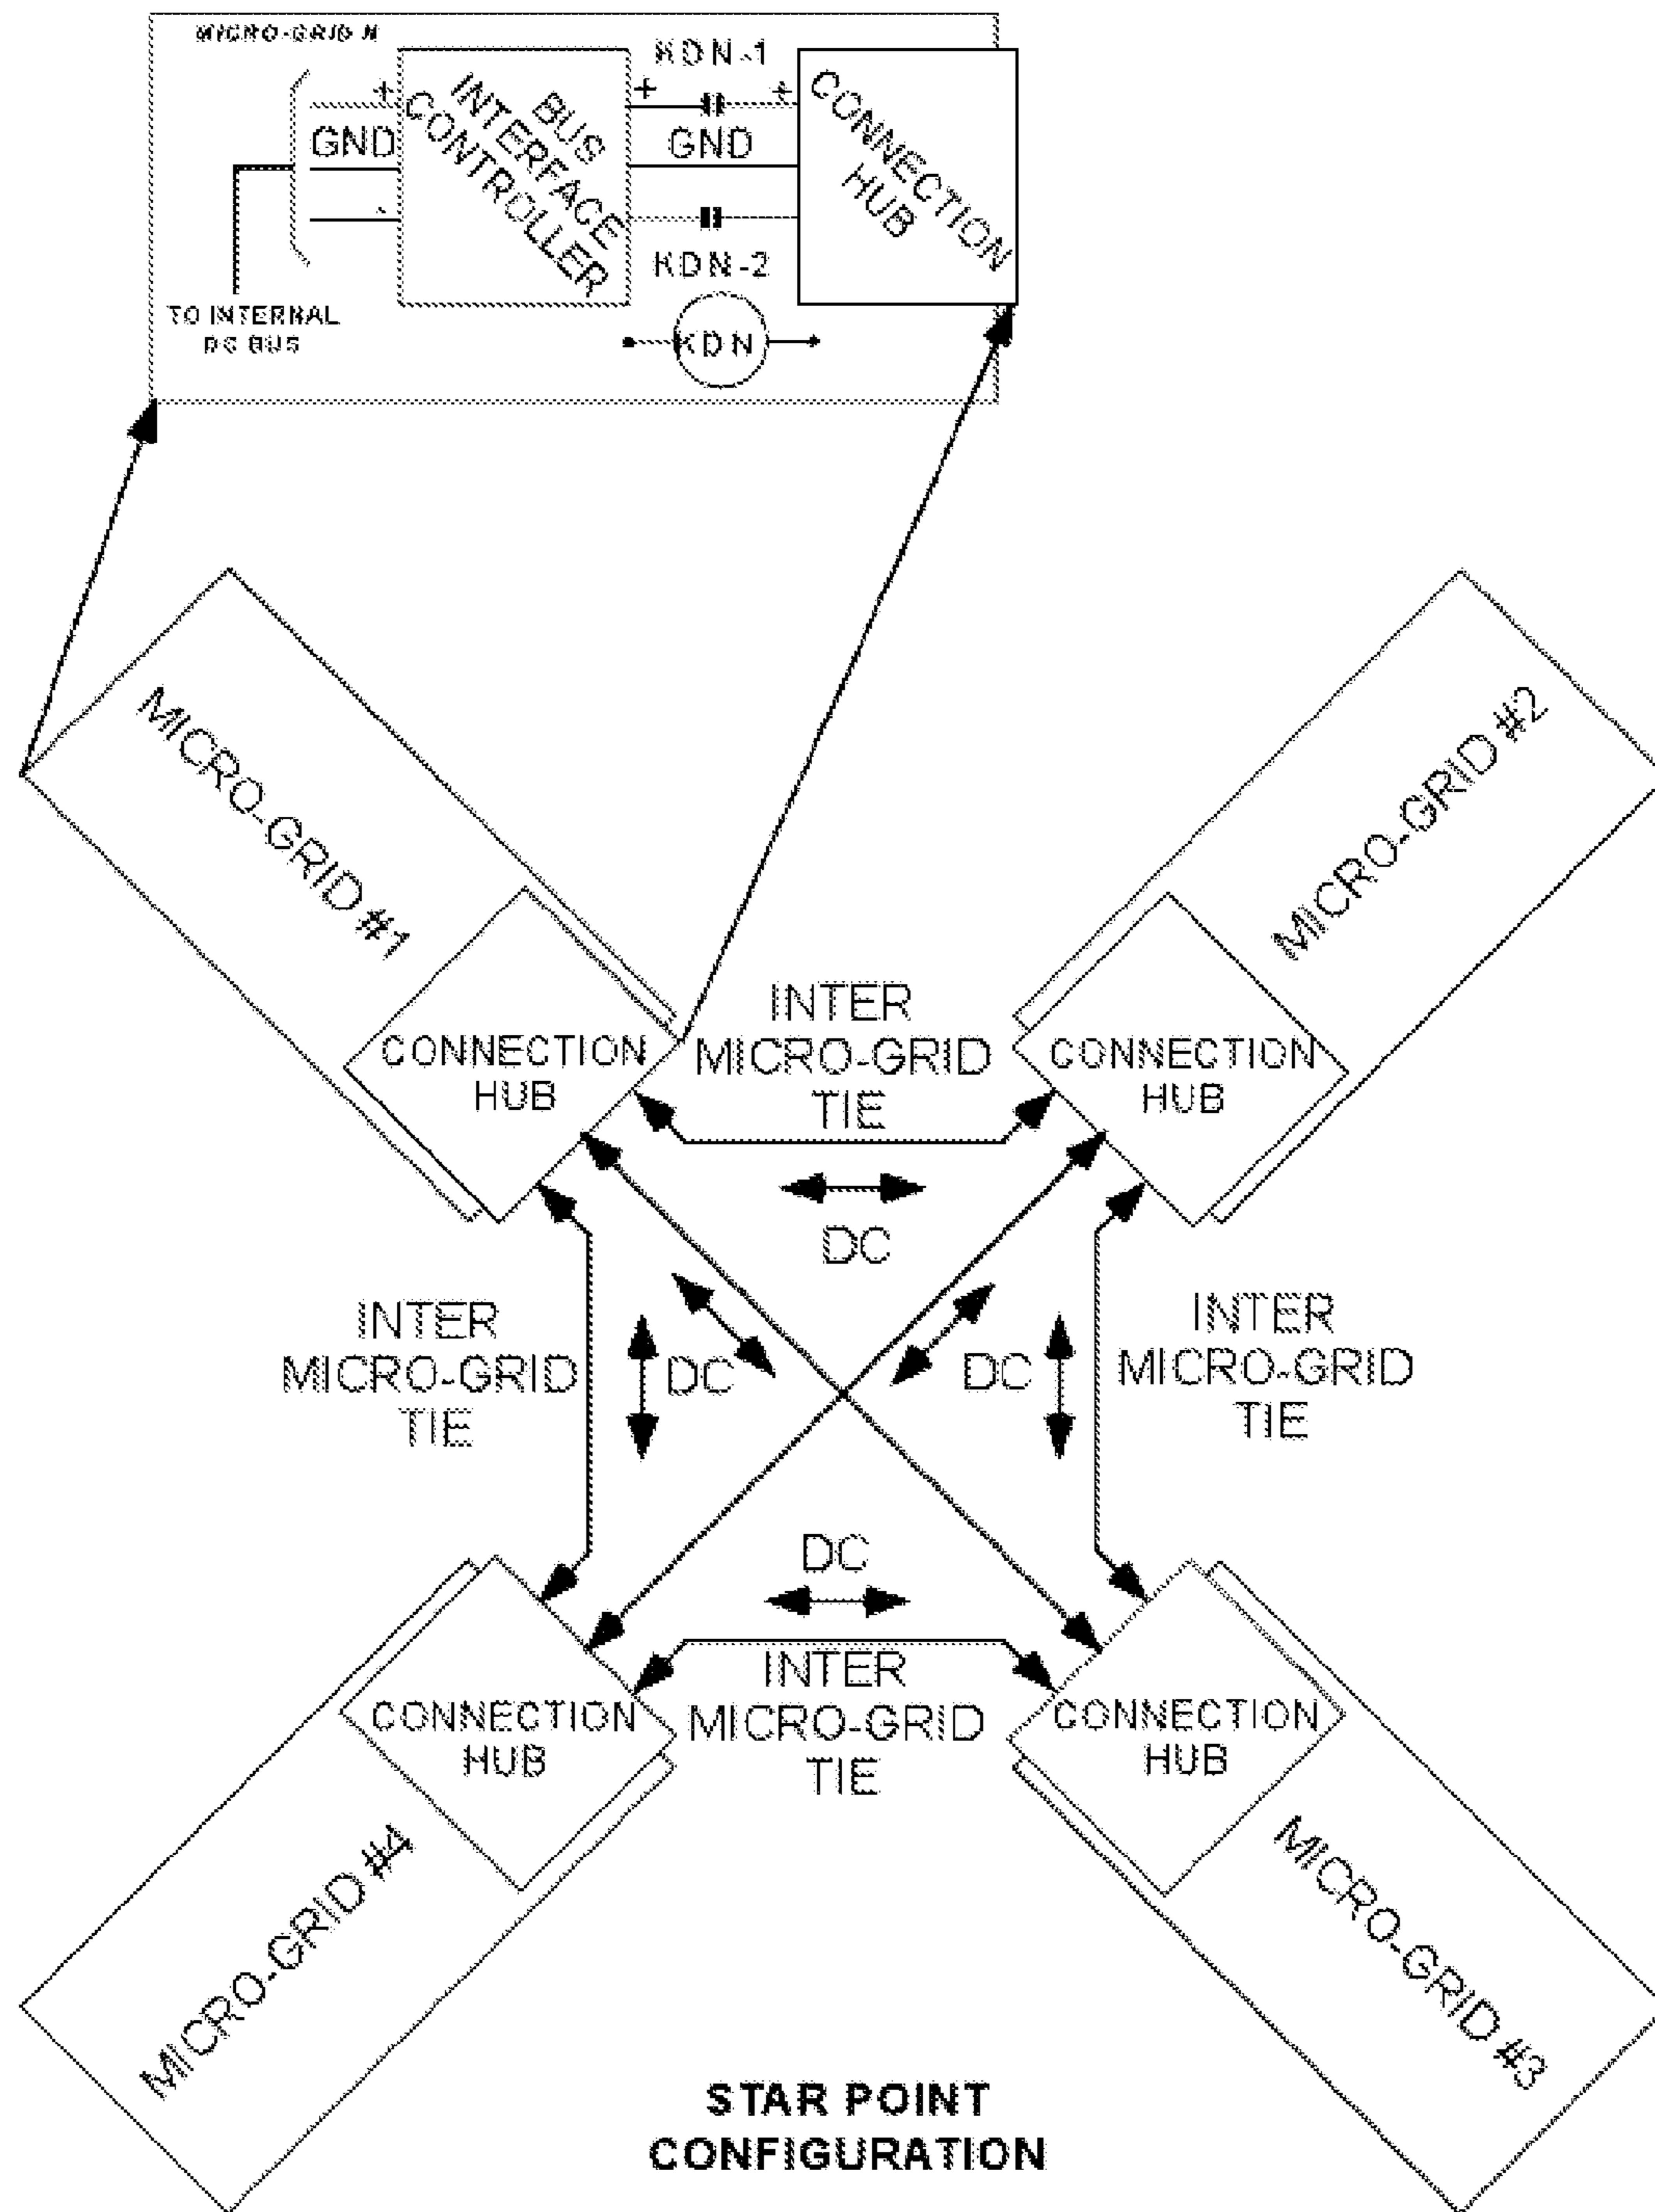 MICRO-GRID N
KDN-1
+
+
+
BUS
INTERFACE
CONTROLLER
CONNECTION
HUB
GND
GND
-
KDN-2
TO INTERNAL
DC BUS
KDN
MICRO-GRID #1
MICRO-GRID #2
CONNECTION
HUB
INTER
MICRO-GRID
TIE
CONNECTION
HUB
DC
INTER
MICRO-GRID
TIE
DC
DC
INTER
MICRO-GRID
TIE
DC
CONNECTION
HUB
INTER
MICRO-GRID
TIE
CONNECTION
HUB
MICRO-GRID #4
MICRO-GRID #3
STAR POINT
CONFIGURATION